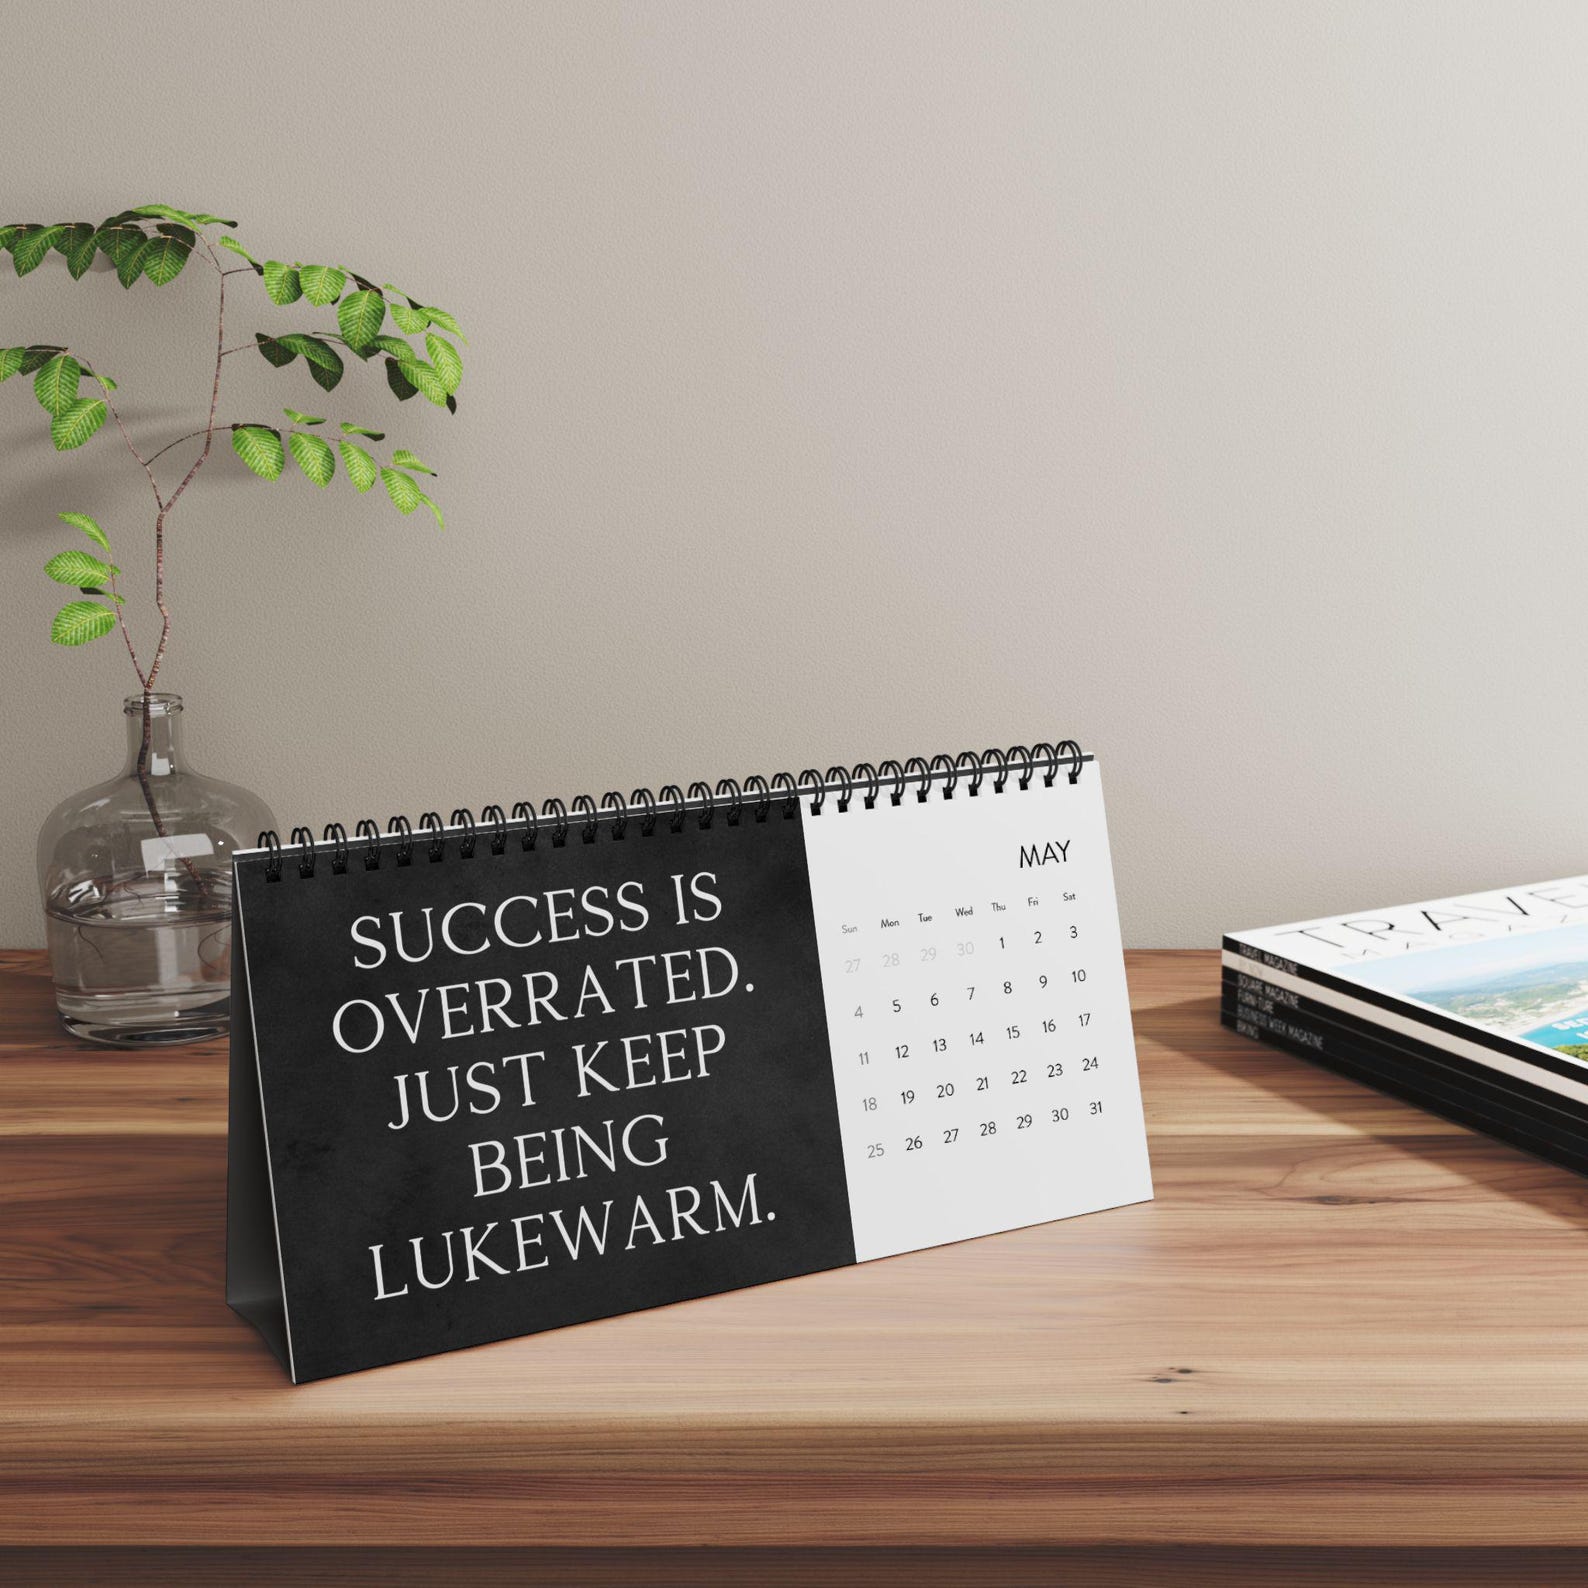 SUCCESS IS
OVERRATED.
JUST KEEP
BEING
LUKEWARM.
MAY
Sun Mon Tue Wed Thu Fri Sat
27 28 29 30 1 2 3
4 5 6 7 8 9 10
11 12 13 14 15 16 17
18 19 20 21 22 23 24
25 26 27 28 29 30 31
TRAVE
TRAVEL MAGAZINE
SQUARE MAGAZINE
FURNITURE
BUSINESS WEEK MAGAZINE
BIKING